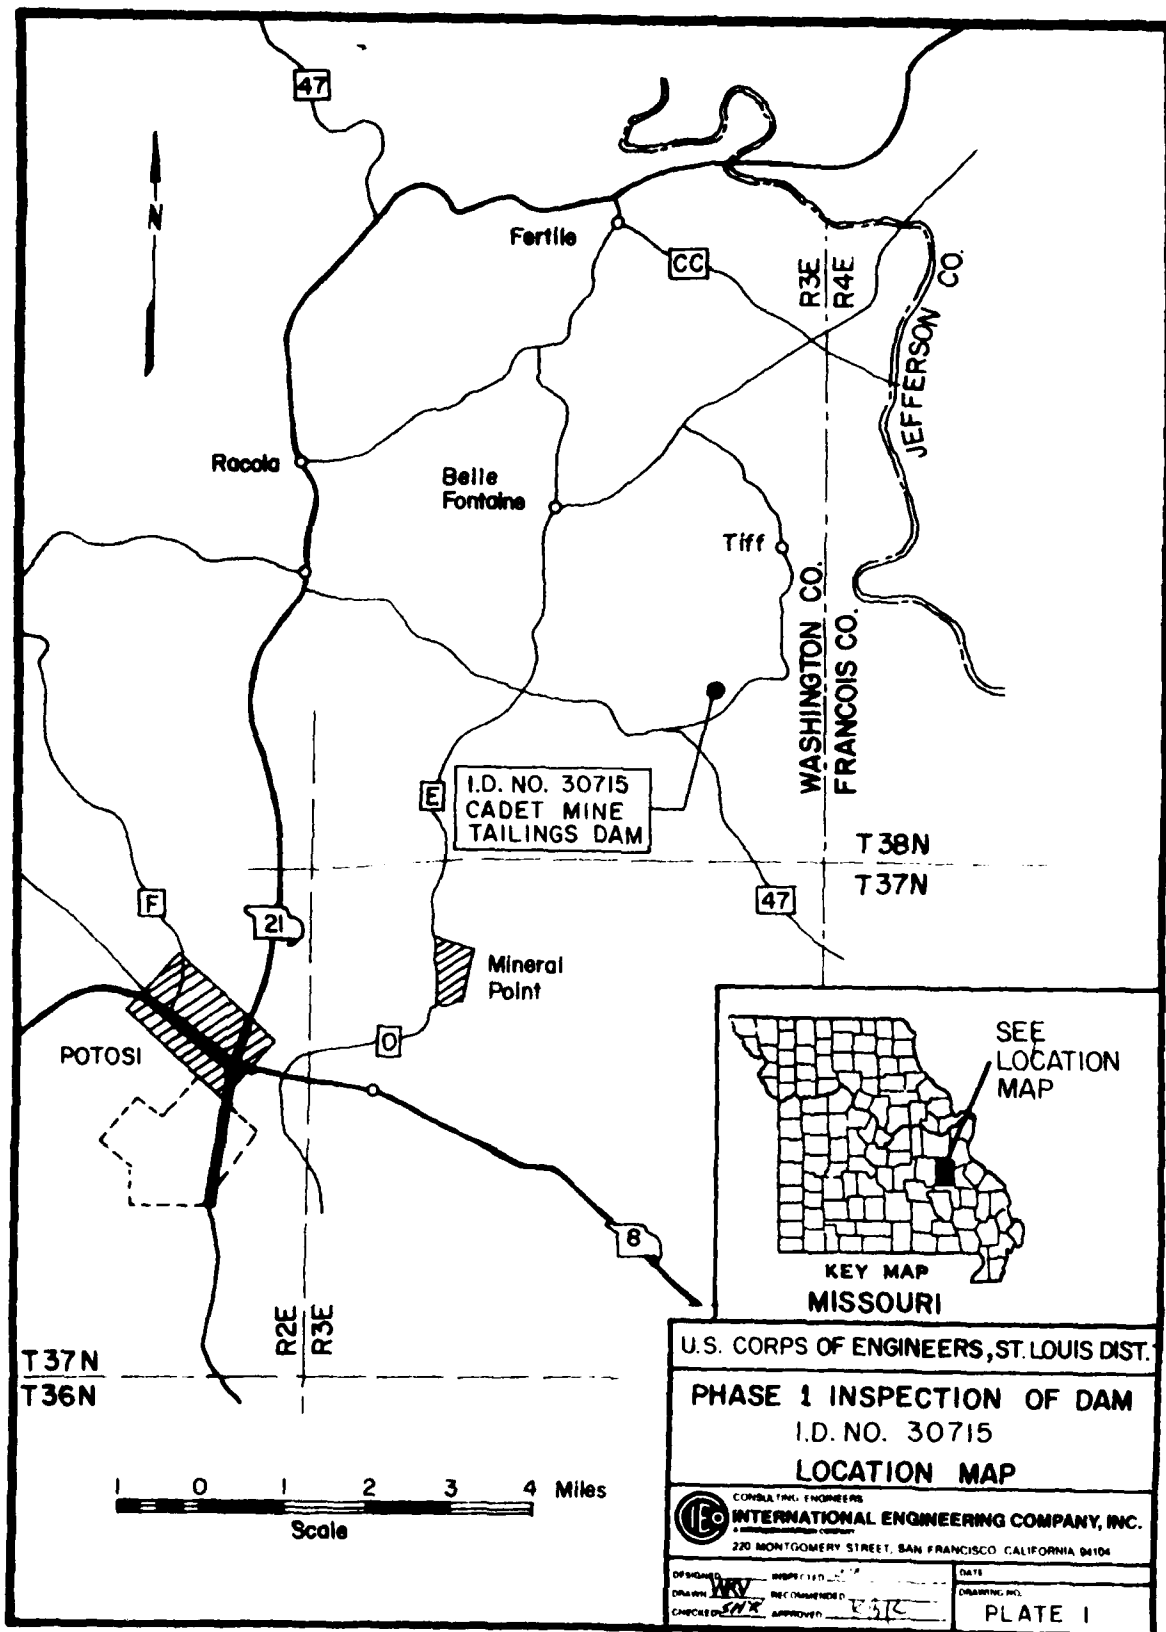 47
N
Fertile
CC
R3E
R4E
JEFFERSON CO.
Racola
Belle
Fontaine
Tiff
WASHINGTON CO.
FRANCOIS CO.
I.D. NO. 30715
CADET MINE
TAILINGS DAM
E
T38N
T37N
F
21
47
Mineral
Point
O
POTOSI
SEE
LOCATION
MAP
8
KEY MAP
MISSOURI
R2E
R3E
T37N
T36N
U.S. CORPS OF ENGINEERS, ST. LOUIS DIST.
PHASE 1 INSPECTION OF DAM
I.D. NO. 30715
LOCATION MAP
1 0 1 2 3 4 Miles
Scale
IECO
CONSULTING ENGINEERS
INTERNATIONAL ENGINEERING COMPANY, INC.
220 MONTGOMERY STREET, SAN FRANCISCO CALIFORNIA 94104
DESIGNED INSPECTED DATE
DRAWN WRV RECOMMENDED DRAWING NO.
CHECKED SHR APPROVED
PLATE 1